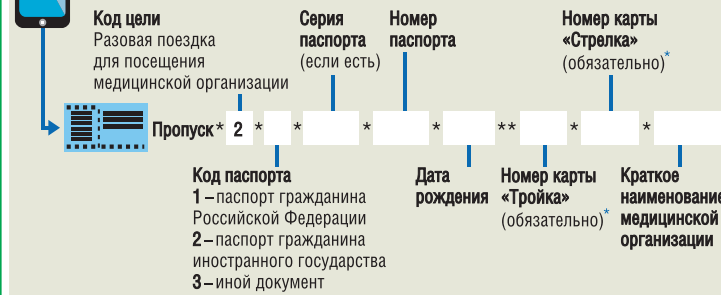 Код цели
Разовая поездка
для посещения
медицинской организации
Серия
паспорта
(если есть)
Номер
паспорта
Номер карты
«Стрелка»
(обязательно)*
Пропуск* 2 * * * * ** * *
Код паспорта
1 – паспорт гражданина
Российской Федерации
2 – паспорт гражданина
иностранного государства
3 – иной документ
Дата
рождения
Номер карты
«Тройка»
(обязательно)*
Краткое
наименование
медицинской
организации